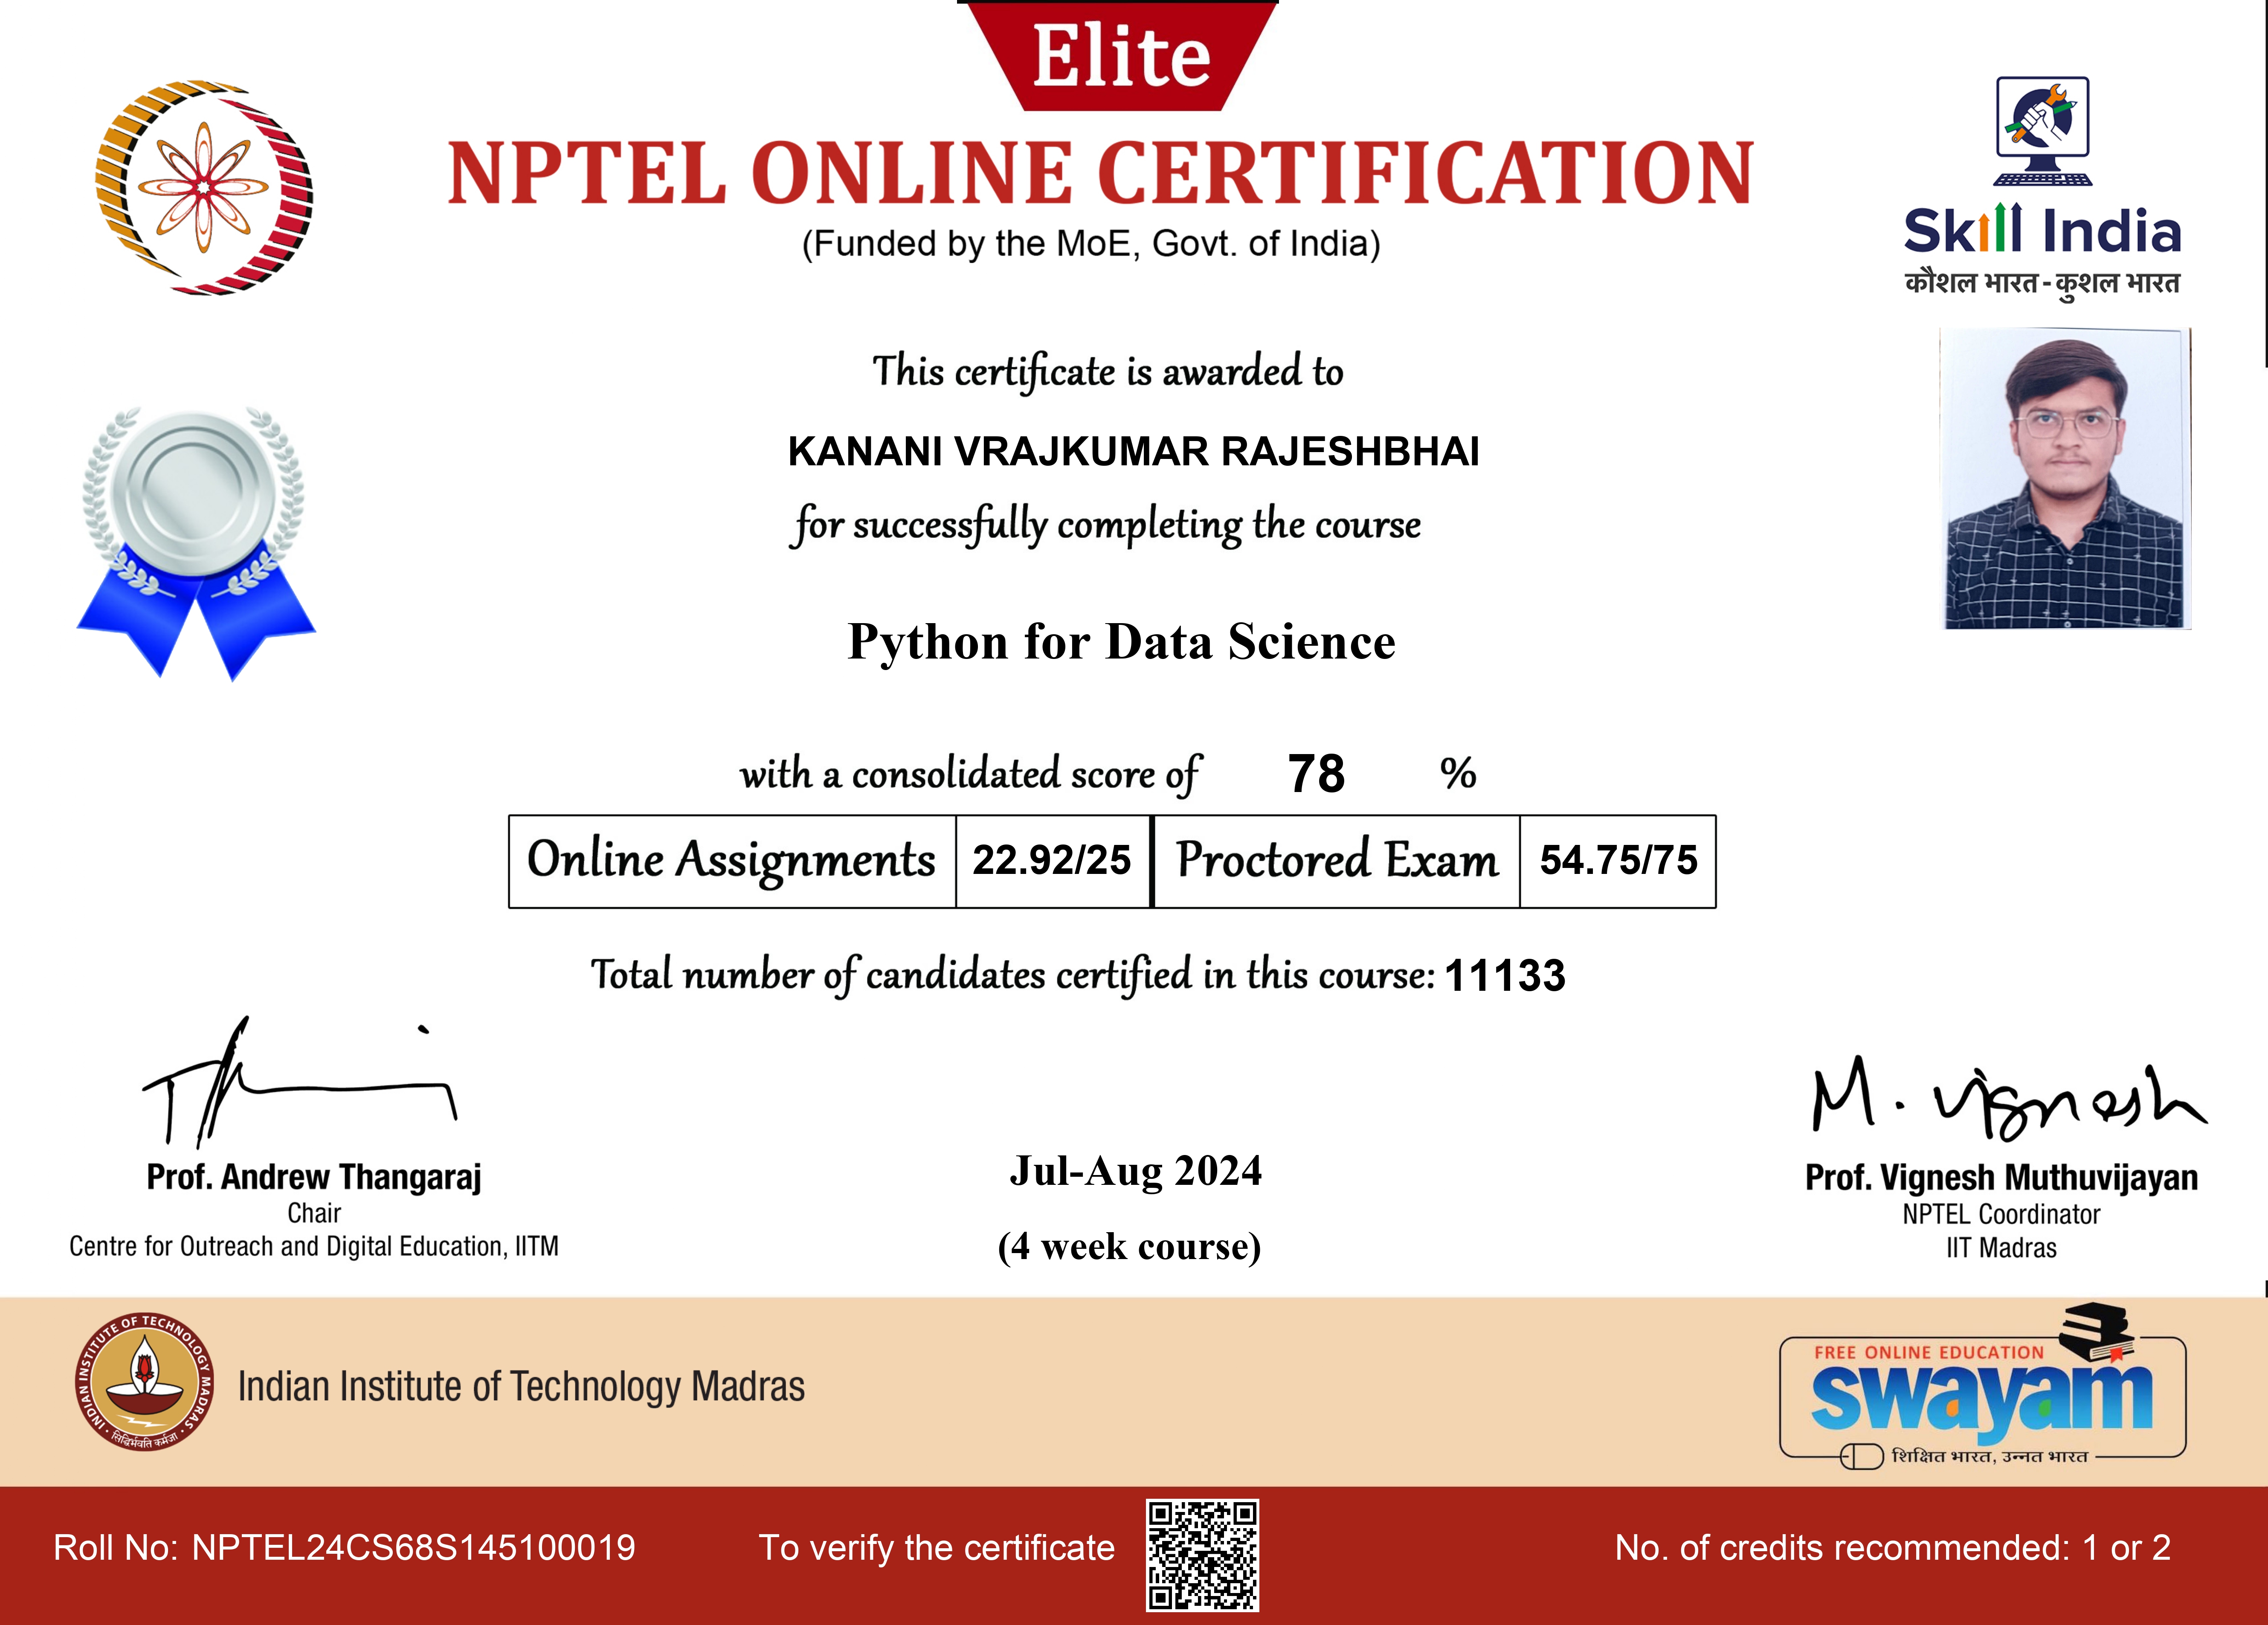 Elite
NPTEL ONLINE CERTIFICATION
(Funded by the MoE, Govt. of India)
Skill India
कौशल भारत - कुशल भारत
This certificate is awarded to
KANANI VRAJKUMAR RAJESHBHAI
for successfully completing the course
Python for Data Science
with a consolidated score of 78 %
Online Assignments 22.92/25 Proctored Exam 54.75/75
Total number of candidates certified in this course: 11133
M. Vignesh
Prof. Andrew Thangaraj
Chair
Centre for Outreach and Digital Education, IITM
Jul-Aug 2024
(4 week course)
Prof. Vignesh Muthuvijayan
NPTEL Coordinator
IIT Madras
INDIAN INSTITUTE OF TECHNOLOGY MADRAS
सिद्धिर्भवति कर्मजा
Indian Institute of Technology Madras
FREE ONLINE EDUCATION
swayam
शिक्षित भारत, उन्नत भारत
Roll No: NPTEL24CS68S145100019
To verify the certificate
No. of credits recommended: 1 or 2